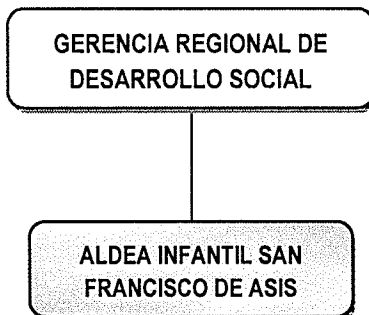 GERENCIA REGIONAL DE
DESARROLLO SOCIAL
ALDEA INFANTIL SAN
FRANCISCO DE ASIS